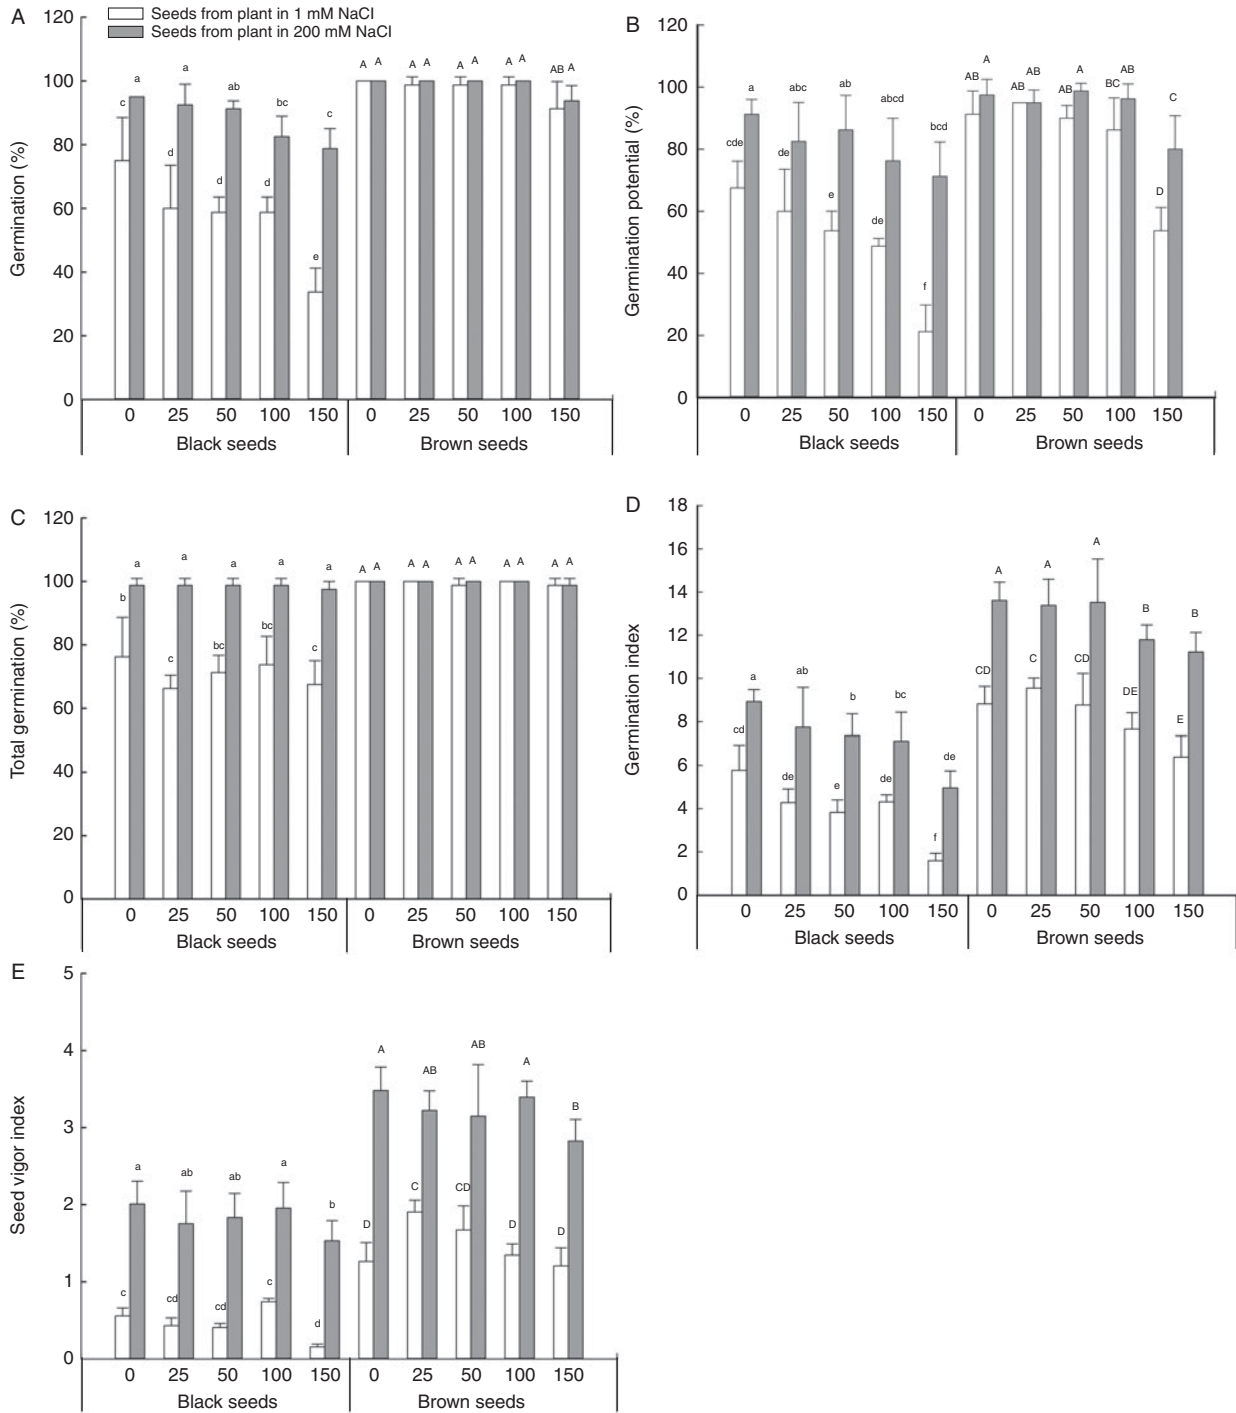 A
Seeds from plant in 1 mM NaCl
Seeds from plant in 200 mM NaCl
Germination (%)
120
100
80
60
40
20
0
c a d a d ab d bc e c A A A A A A A A AB A
0 25 50 100 150 0 25 50 100 150
Black seeds Brown seeds
B
Germination potential (%)
120
100
80
60
40
20
0
cde a de abc e ab de abcd f bcd AB A AB AB AB A BC AB D C
0 25 50 100 150 0 25 50 100 150
Black seeds Brown seeds
C
Total germination (%)
120
100
80
60
40
20
0
b a c a bc a bc a c a A A A A A A A A A A
0 25 50 100 150 0 25 50 100 150
Black seeds Brown seeds
D
Germination index
18
16
14
12
10
8
6
4
2
0
cd a de ab e b de bc f de CD A C A CD A DE B E B
0 25 50 100 150 0 25 50 100 150
Black seeds Brown seeds
E
Seed vigor index
5
4
3
2
1
0
c a cd ab cd ab c a d b D A C AB CD AB D A D B
0 25 50 100 150 0 25 50 100 150
Black seeds Brown seeds